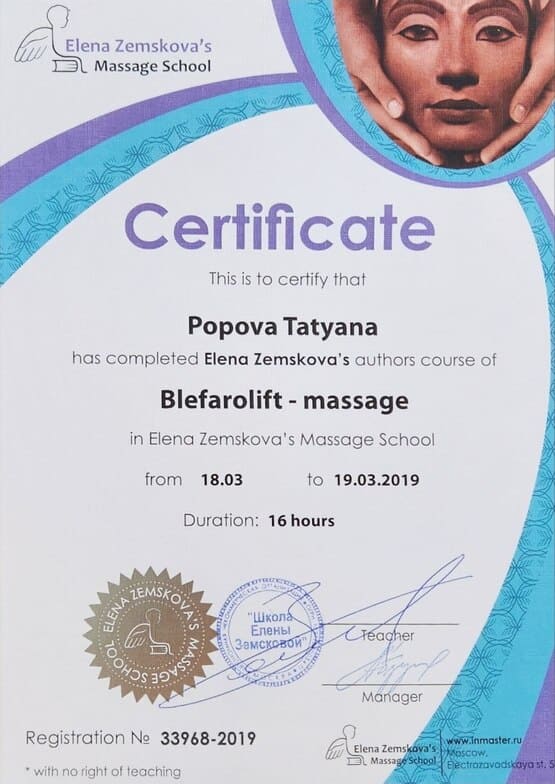 Elena Zemskova's
Massage School
Certificate
This is to certify that
Popova Tatyana
has completed Elena Zemskova's authors course of
Blefarolift - massage
in Elena Zemskova's Massage School
from 18.03 to 19.03.2019
Duration: 16 hours
ELENA ZEMSKOVA'S MASSAGE SCHOOL
"Школа
Елены
Земсковой"
Teacher
Manager
Registration № 33968-2019
* with no right of teaching
Elena Zemskova's
Massage School
www.inmaster.ru
Moscow,
Electrozavodskaya st. 5